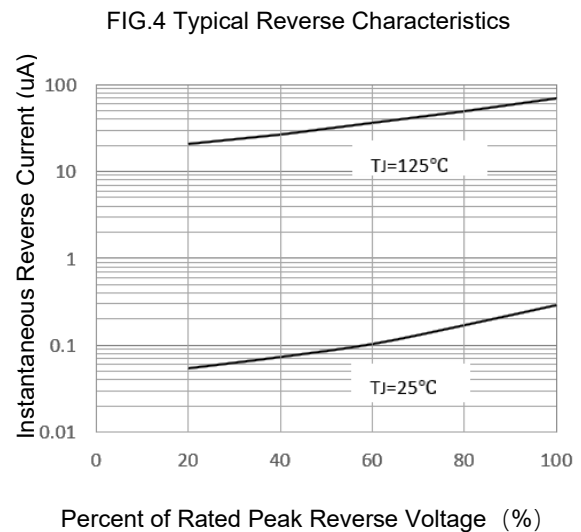 FIG.4 Typical Reverse Characteristics
Instantaneous Reverse Current (uA)
100
10
1
0.1
0.01
TJ=125℃
TJ=25℃
0 20 40 60 80 100
Percent of Rated Peak Reverse Voltage （%）